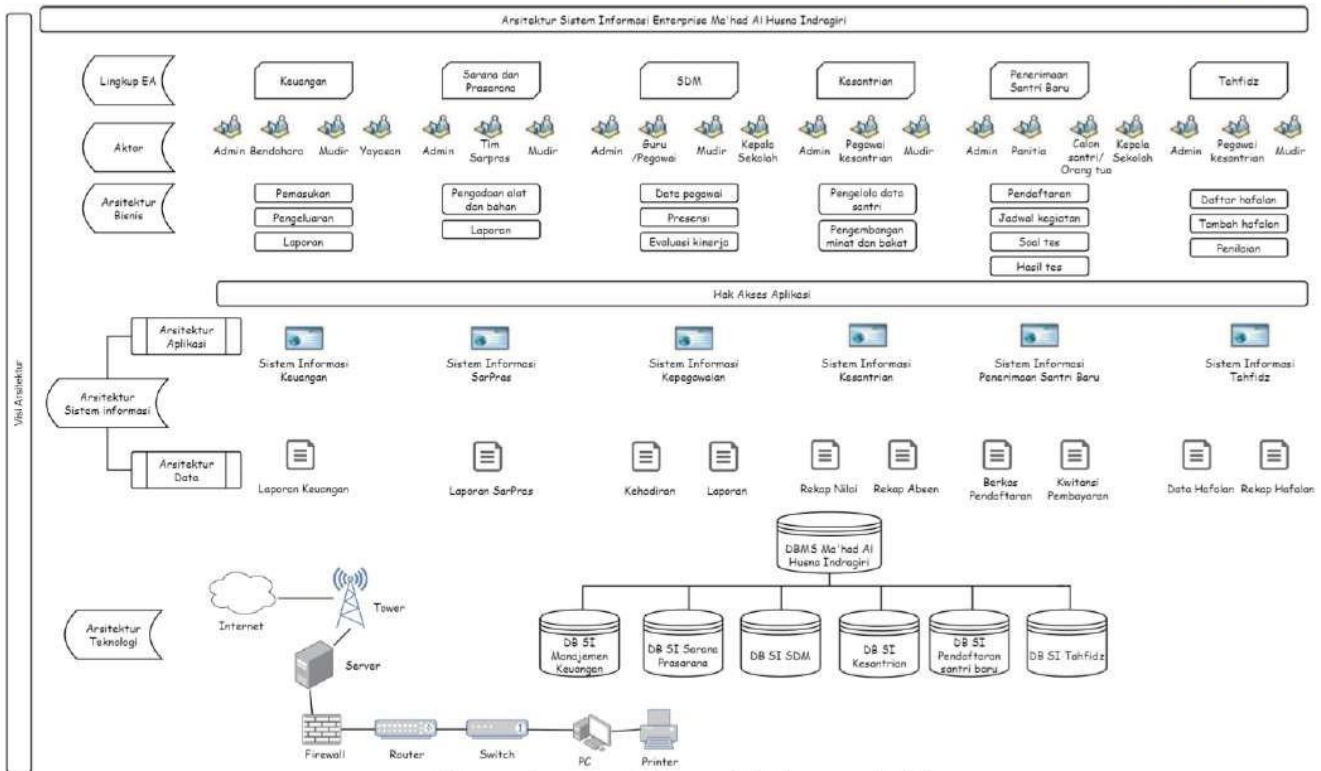 Arsitektur Sistem Informasi Enterprise Ma'had Al Husna Indragiri
Visi Arsitektur
Lingkup EA
Keuangan
Sarana dan
Prasarana
SDM
Kesantrian
Penerimaan
Santri Baru
Tahfidz
Aktor
Admin Bendahara Mudir Yayasan
Admin
Tim
Sarpras
Mudir
Admin
Guru
/Pegawai
Mudir
Kepala
Sekolah
Admin
Pegawai
kesantrian
Mudir
Admin
Panitia
Calon
santri/
Orang tua
Kepala
Sekolah
Admin
Pegawai
kesantrian
Mudir
Arsitektur
Bisnis
Pemasukan
Pengeluaran
Laporan
Pengadaan alat
dan bahan
Laporan
Data pegawai
Presensi
Evaluasi kinerja
Pengelola data
santri
Pengembangan
minat dan bakat
Pendaftaran
Jadwal kegiatan
Soal tes
Hasil tes
Daftar hafalan
Tambah hafalan
Penilaian
Hak Akses Aplikasi
Arsitektur
Aplikasi
Sistem Informasi
Keuangan
Sistem Informasi
SarPras
Sistem Informasi
Kepegawaian
Sistem Informasi
Kesantrian
Sistem Informasi
Penerimaan Santri Baru
Sistem Informasi
Tahfidz
Arsitektur
Sistem informasi
Arsitektur
Data
Laporan Keuangan
Laporan SarPras
Kehadiran
Laporan
Rekap Nilai
Rekap Absen
Berkas
Pendaftaran
Kwitansi
Pembayaran
Data Hafalan
Rekap Hafalan
DBMS Ma'had Al
Husna Indragiri
Arsitektur
Teknologi
Internet
Tower
Server
DB SI
Manajemen
Keuangan
DB SI Sarana
Prasarana
DB SI SDM
DB SI
Kesantrian
DB SI
Pendaftaran
santri baru
DB SI Tahfidz
Firewall
Router
Switch
PC
Printer